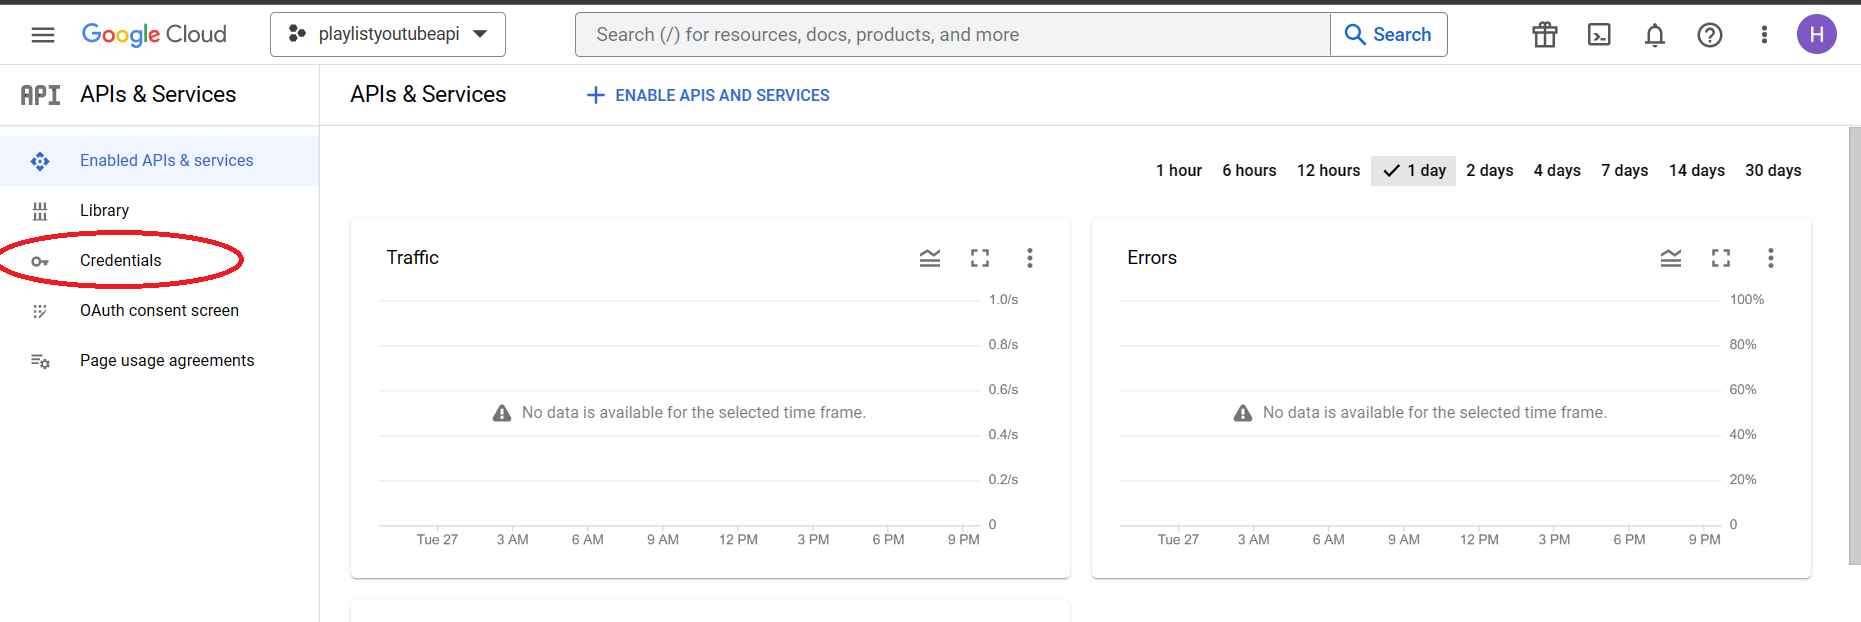 Google Cloud
playlistyoutubeapi
Search (/) for resources, docs, products, and more
Search
H
API
APIs & Services
APIs & Services
ENABLE APIS AND SERVICES
Enabled APIs & services
Library
Credentials
OAuth consent screen
Page usage agreements
1 hour 6 hours 12 hours 1 day 2 days 4 days 7 days 14 days 30 days
Traffic
1.0/s
0.8/s
0.6/s
No data is available for the selected time frame.
0.4/s
0.2/s
0
Tue 27 3 AM 6 AM 9 AM 12 PM 3 PM 6 PM 9 PM
Errors
100%
80%
60%
No data is available for the selected time frame.
40%
20%
0
Tue 27 3 AM 6 AM 9 AM 12 PM 3 PM 6 PM 9 PM